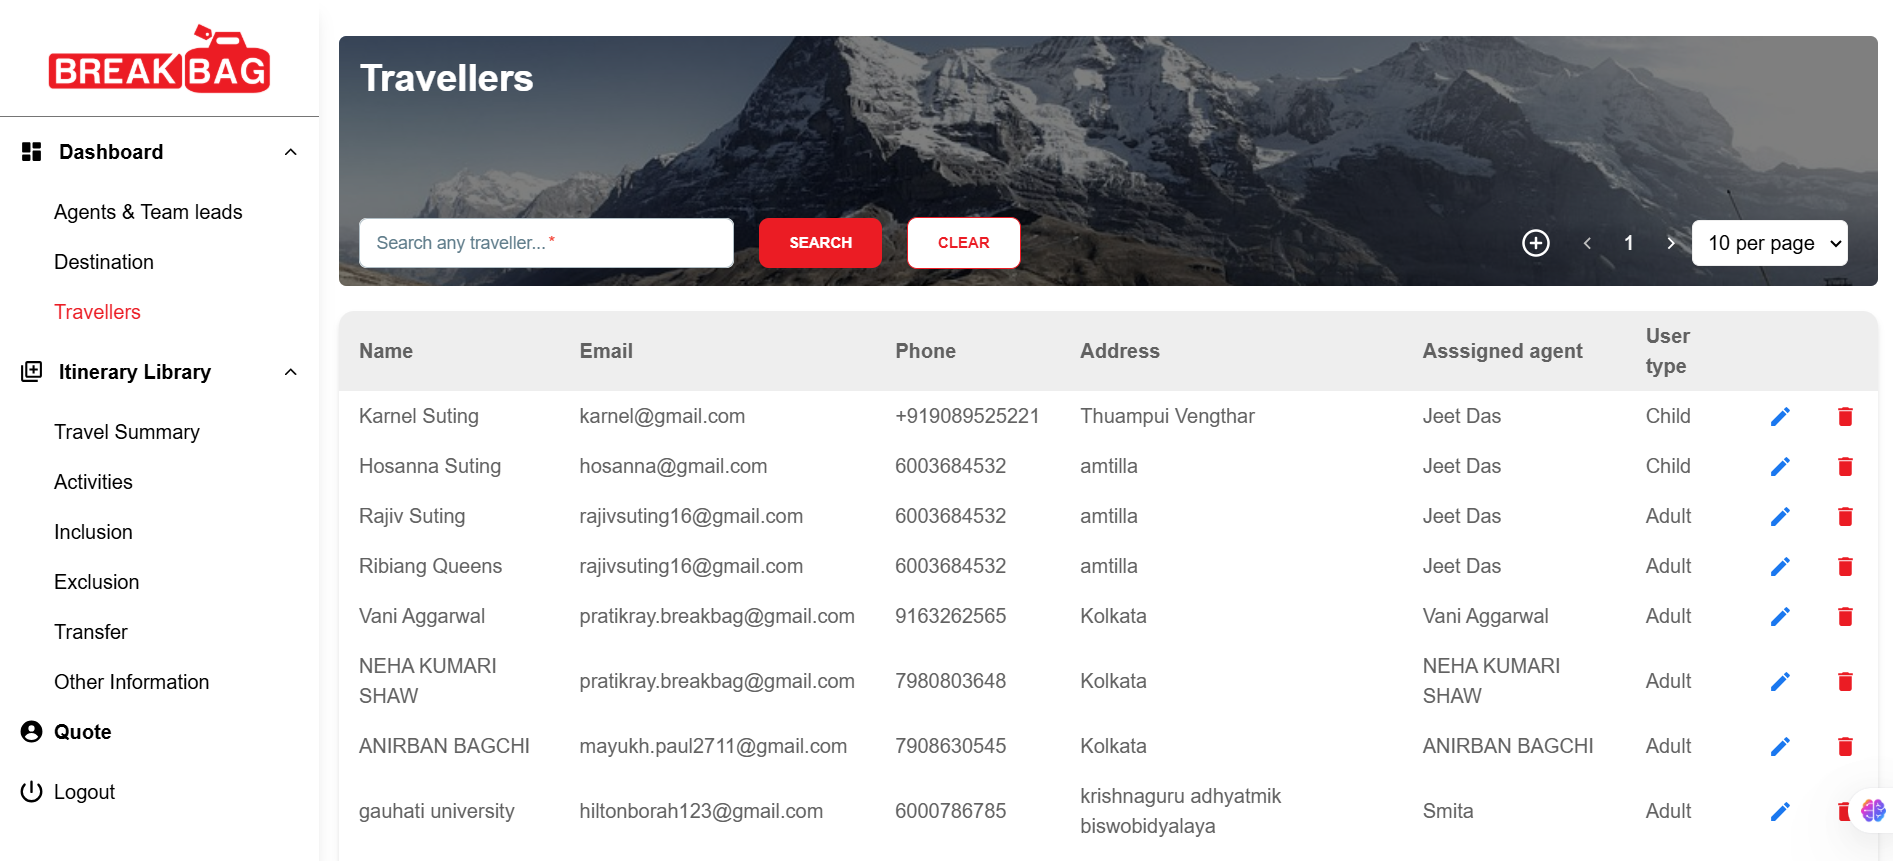 BREAKBAG
Dashboard
Agents & Team leads
Destination
Travellers
Itinerary Library
Travel Summary
Activities
Inclusion
Exclusion
Transfer
Other Information
Quote
Logout
Travellers
Search any traveller... *
SEARCH
CLEAR
1
10 per page
Name Email Phone Address Asssigned agent User
type
Karnel Suting karnel@gmail.com +919089525221 Thuampui Vengthar Jeet Das Child
Hosanna Suting hosanna@gmail.com 6003684532 amtilla Jeet Das Child
Rajiv Suting rajivsuting16@gmail.com 6003684532 amtilla Jeet Das Adult
Ribiang Queens rajivsuting16@gmail.com 6003684532 amtilla Jeet Das Adult
Vani Aggarwal pratikray.breakbag@gmail.com 9163262565 Kolkata Vani Aggarwal Adult
NEHA KUMARI
SHAW pratikray.breakbag@gmail.com 7980803648 Kolkata NEHA KUMARI
SHAW Adult
ANIRBAN BAGCHI mayukh.paul2711@gmail.com 7908630545 Kolkata ANIRBAN BAGCHI Adult
gauhati university hiltonborah123@gmail.com 6000786785 krishnaguru adhyatmik
biswobidyalaya Smita Adult